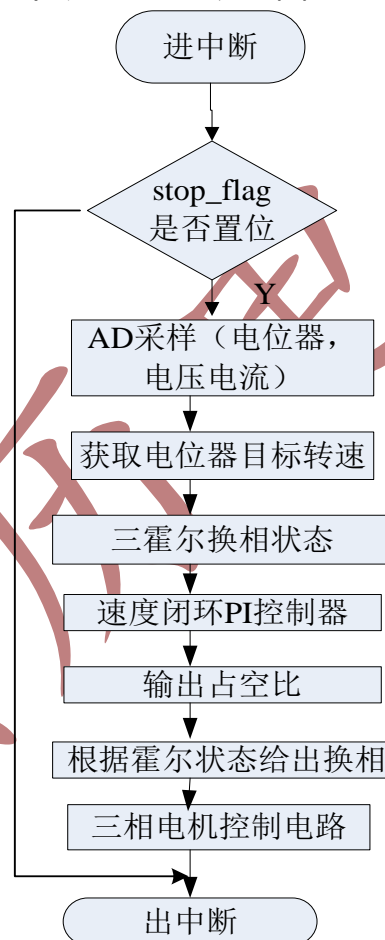 进中断
stop_flag
是否置位
Y
AD采样（电位器，
电压电流）
获取电位器目标转速
三霍尔换相状态
速度闭环PI控制器
输出占空比
根据霍尔状态给出换相
三相电机控制电路
出中断